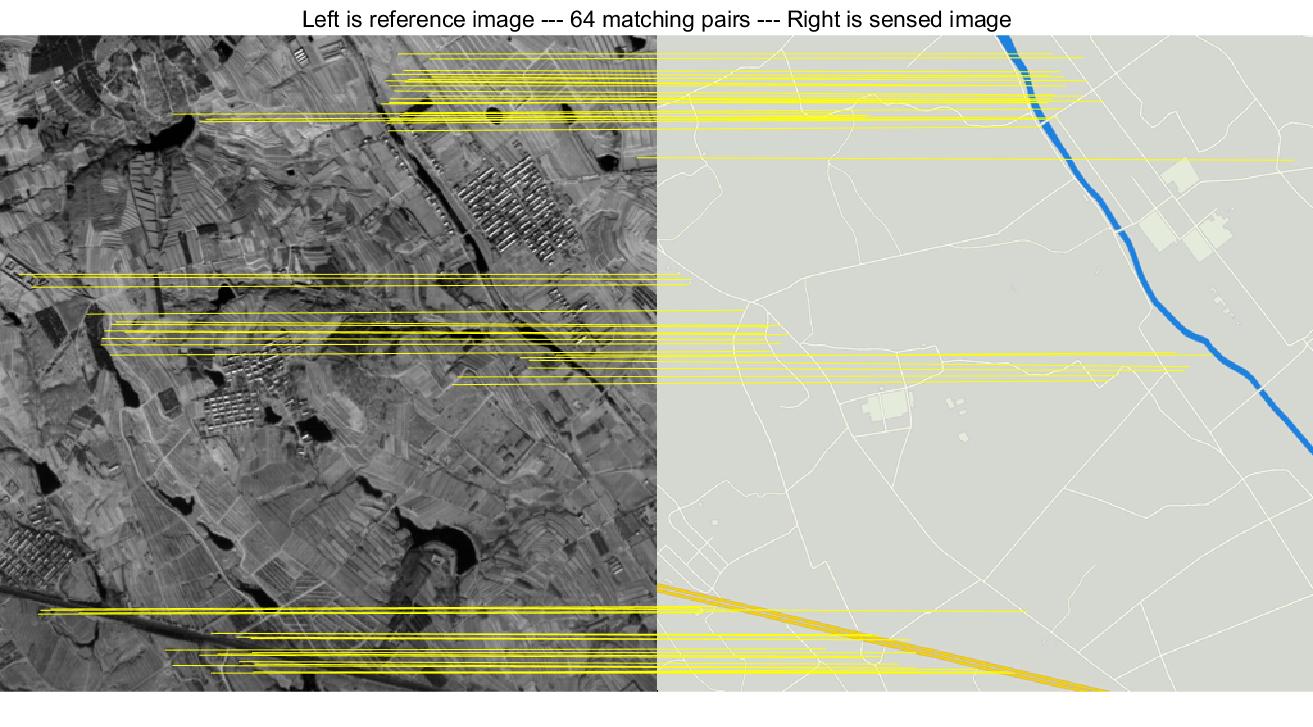 Left is reference image --- 64 matching pairs --- Right is sensed image